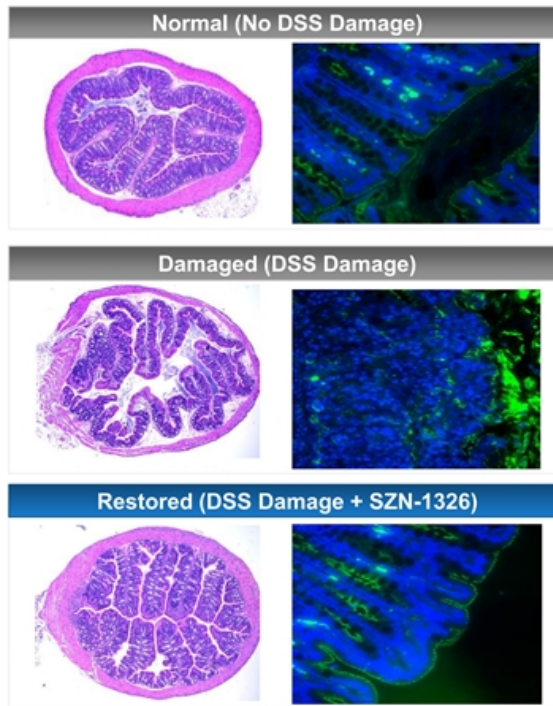 Normal (No DSS Damage)
Damaged (DSS Damage)
Restored (DSS Damage + SZN-1326)